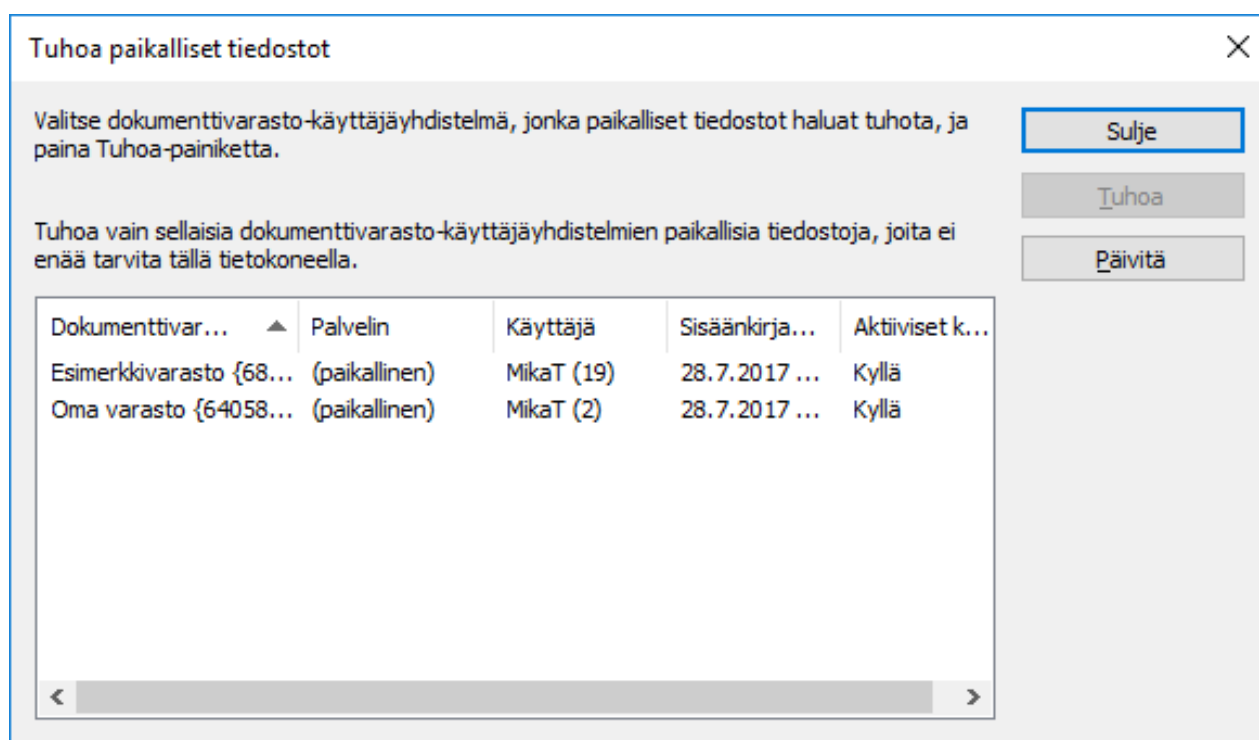 Tuhoa paikalliset tiedostot
Valitse dokumenttivarasto-käyttäjäyhdistelmä, jonka paikalliset tiedostot haluat tuhota, ja
paina Tuhoa-painiketta.
Sulje
Tuhoa
Tuhoa vain sellaisia dokumenttivarasto-käyttäjäyhdistelmien paikallisia tiedostoja, joita ei
enää tarvita tällä tietokoneella.
Päivitä
Dokumenttivar... Palvelin Käyttäjä Sisäänkirja... Aktiiviset k...
Esimerkkivarasto {68... (paikallinen) MikaT (19) 28.7.2017 ... Kyllä
Oma varasto {64058... (paikallinen) MikaT (2) 28.7.2017 ... Kyllä